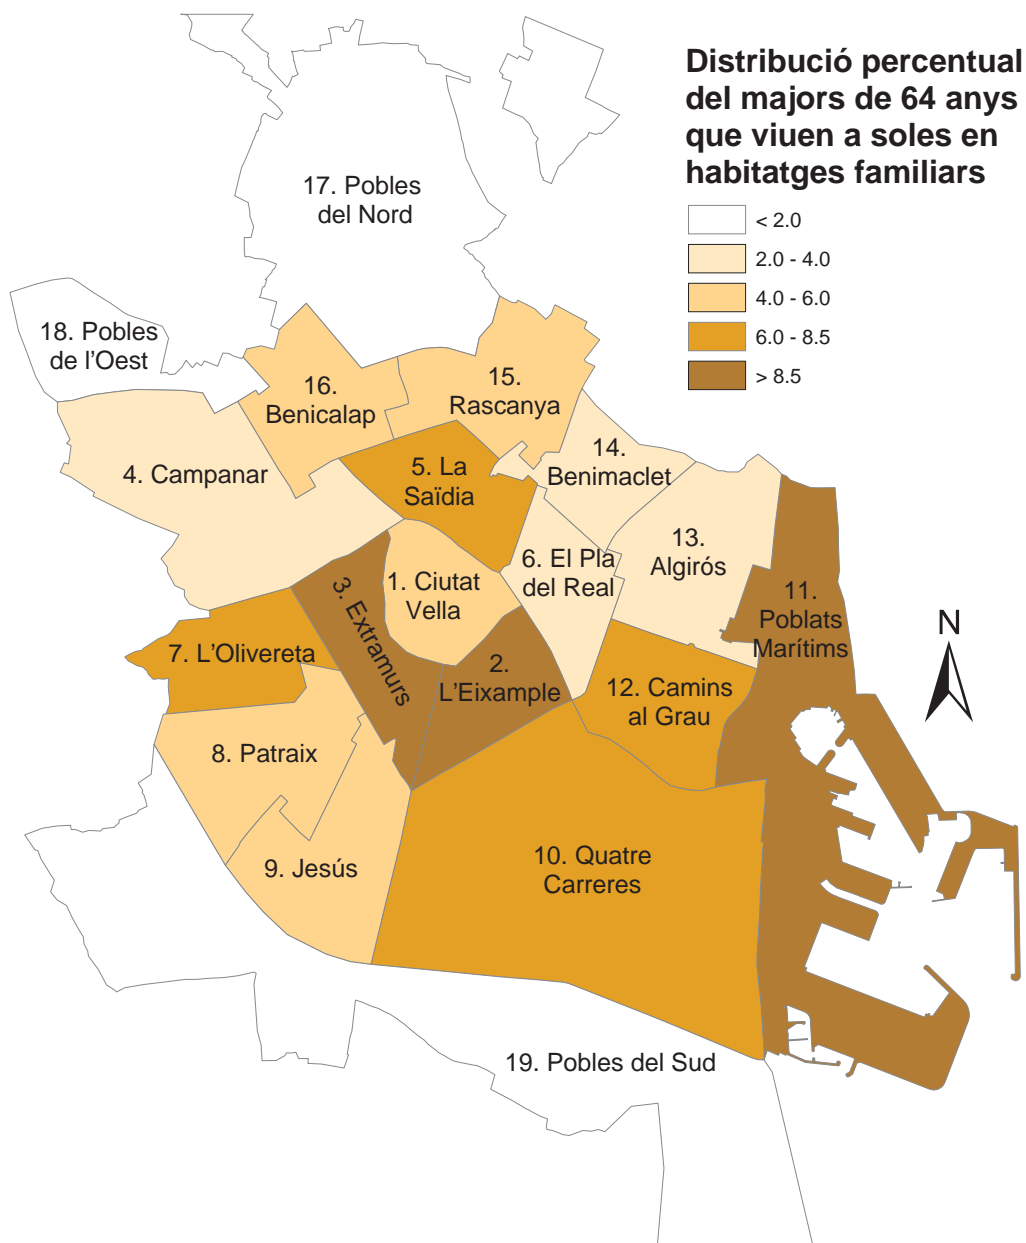 Distribució percentual
del majors de 64 anys
que viuen a soles en
habitatges familiars
< 2.0
2.0 - 4.0
4.0 - 6.0
6.0 - 8.5
> 8.5
17. Pobles
del Nord
18. Pobles
de l'Oest
16.
Benicalap
15.
Rascanya
4. Campanar
5. La
Saïdia
14.
Benimaclet
6. El Pla
del Real
13.
Algirós
1. Ciutat
Vella
3. Extramurs
11.
Poblats
Marítims
7. L'Olivereta
2.
L'Eixample
12. Camins
al Grau
N
8. Patraix
9. Jesús
10. Quatre
Carreres
19. Pobles del Sud